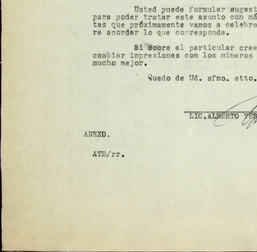 Usted puede formular sugest
para poder tratar este asunto con má
tas que próximamente vamos a celebra
ra acordar lo que corresponda.
Si sobre el particular cree
cambiar impresiones con los mineros
mucho mejor.
Quedo de Ud. afmo. atto.
LIC. ALBERTO TER
ANEXO.
ATB/rr.